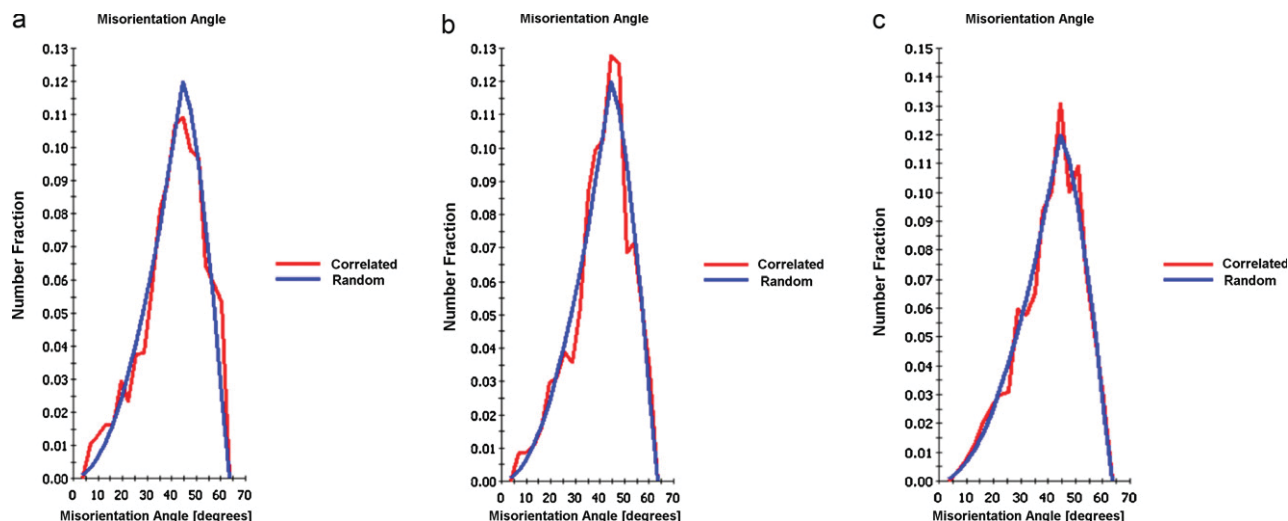 a
Misorientation Angle
0.13
0.12
0.11
0.10
0.09
0.08
0.07
0.06
0.05
0.04
0.03
0.02
0.01
0.00
Number Fraction
0 10 20 30 40 50 60 70
Misorientation Angle [degrees]
Correlated
Random
b
Misorientation Angle
0.13
0.12
0.11
0.10
0.09
0.08
0.07
0.06
0.05
0.04
0.03
0.02
0.01
0.00
Number Fraction
0 10 20 30 40 50 60 70
Misorientation Angle [degrees]
Correlated
Random
c
Misorientation Angle
0.15
0.14
0.13
0.12
0.11
0.10
0.09
0.08
0.07
0.06
0.05
0.04
0.03
0.02
0.01
0.00
Number Fraction
0 10 20 30 40 50 60 70
Misorientation Angle [degrees]
Correlated
Random